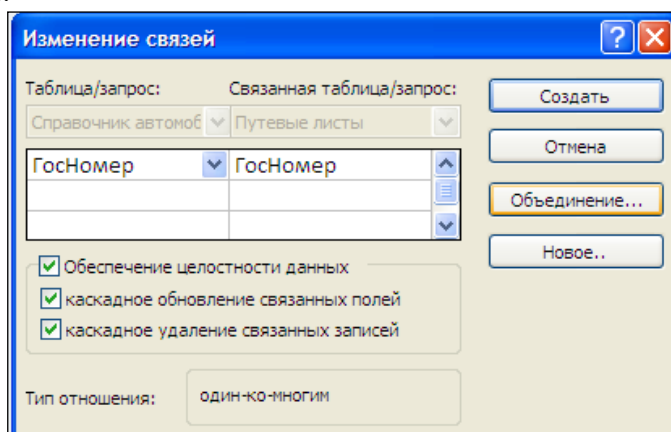 Изменение связей
Таблица/запрос: Связанная таблица/запрос:
Справочник автомоб Путевые листы
ГосНомер ГосНомер
Обеспечение целостности данных
каскадное обновление связанных полей
каскадное удаление связанных записей
Тип отношения: один-ко-многим
Создать
Отмена
Объединение...
Новое..